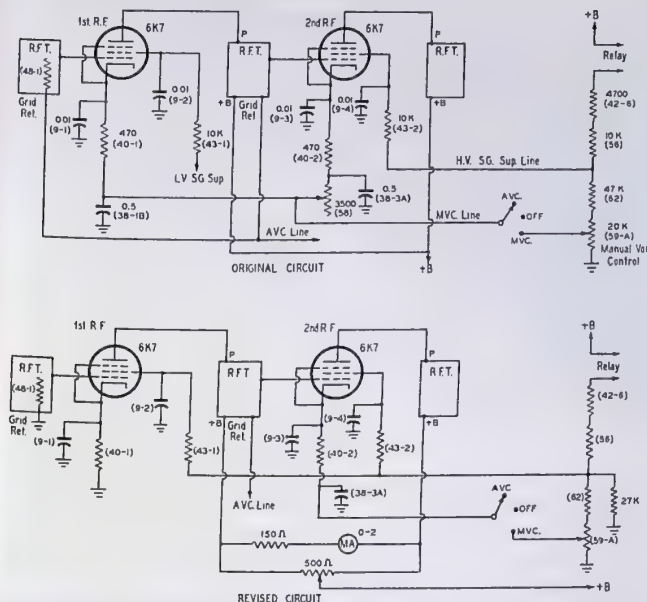 1st R.F.
6K7
2nd R.F
6K7
+B
Relay
R.F.T.
(48-1)
Grid
Ret.
P
R.F.T.
+B
Grid
Ret
P
R.F.T.
+B
0.01
(9-1)
0.01
(9-2)
470
(40-1)
10K
(43-1)
LV SG Sup
0.5
(38-1B)
AVC Line
0.01
(9-3)
0.01
(9-4)
10K
(43-2)
470
(40-2)
3500
(58)
0.5
(38-3A)
4700
(42-6)
10K
(56)
H.V. SG. Sup. Line
47 K
(62)
MVC. Line
AVC.
OFF
MVC.
20 K
(59-A)
Manual Vol
Control
+B
ORIGINAL CIRCUIT
1st R F
6K7
2nd R F
6K7
+B
Relay
(48-1)
Grid
Ret.
R.F.T.
P
R.F.T
+B
Grid
Ret
P
R.F.T.
+B
(9-1)
(9-2)
(40-1)
(43-1)
A.V.C. Line
(9-3)
(9-4)
(40-2)
(43-2)
(38-3A)
(42-6)
(56)
(62)
27K
AVC.
OFF
MVC.
(59-A)
150Ω
MA
0-2
500Ω
+B
REVISED CIRCUIT